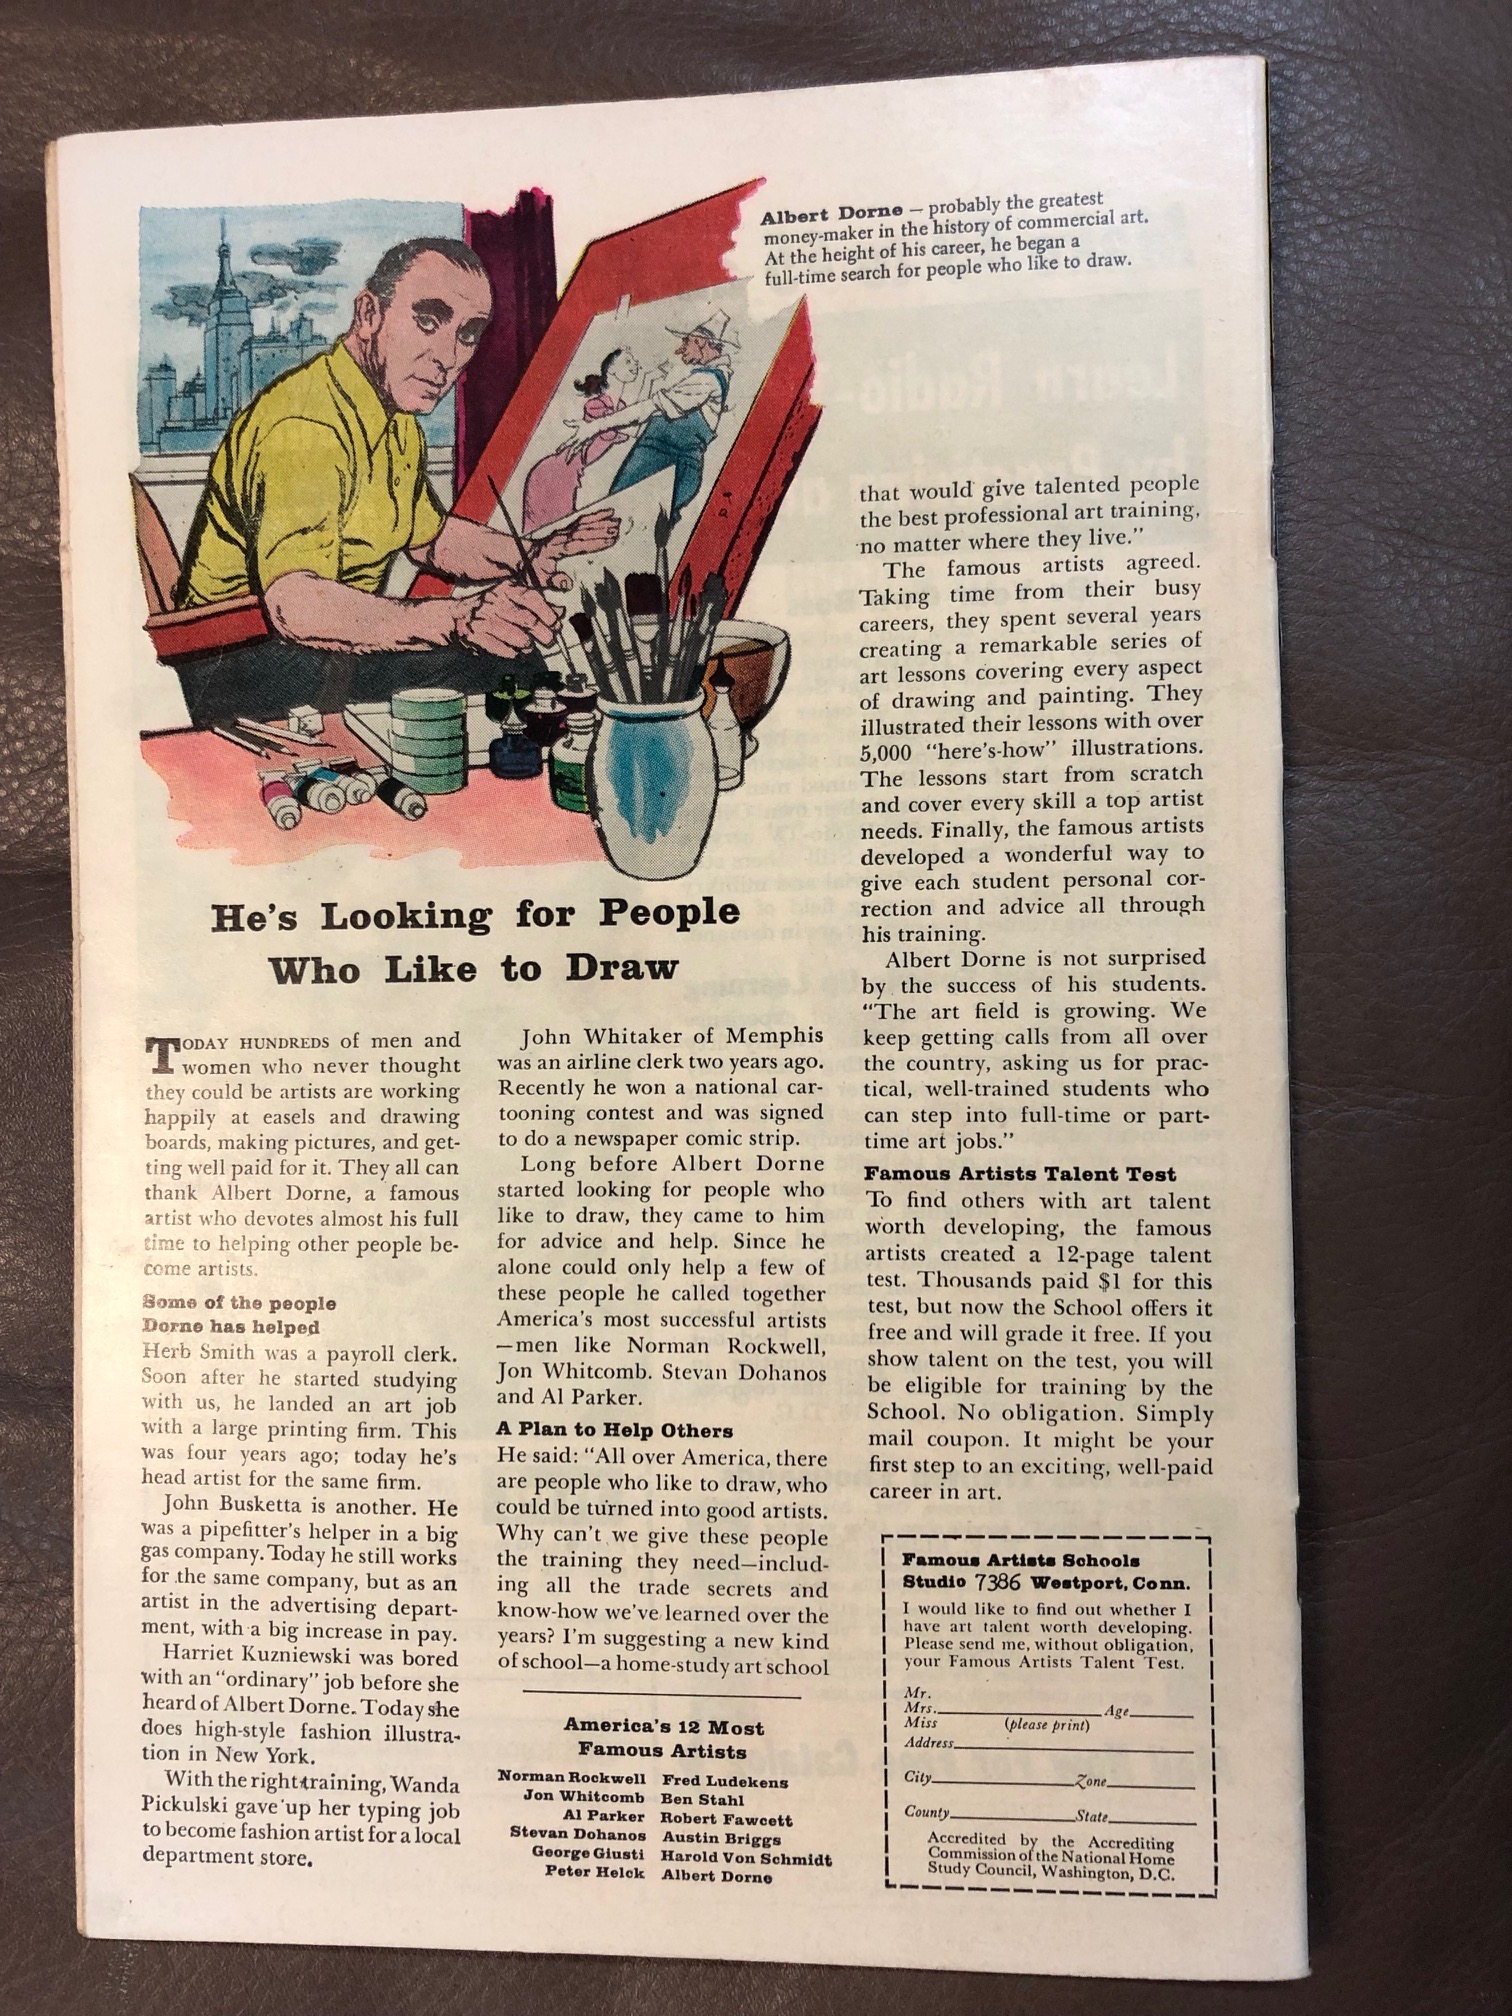 Albert Dorne — probably the greatest
money-maker in the history of commercial art.
At the height of his career, he began a
full-time search for people who like to draw.
He's Looking for People
Who Like to Draw
TODAY HUNDREDS of men and
women who never thought
they could be artists are working
happily at easels and drawing
boards, making pictures, and get-
ting well paid for it. They all can
thank Albert Dorne, a famous
artist who devotes almost his full
time to helping other people be-
come artists.
Some of the people
Dorne has helped
Herb Smith was a payroll clerk.
Soon after he started studying
with us, he landed an art job
with a large printing firm. This
was four years ago; today he's
head artist for the same firm.
John Busketta is another. He
was a pipefitter's helper in a big
gas company. Today he still works
for the same company, but as an
artist in the advertising depart-
ment, with a big increase in pay.
Harriet Kuzniewski was bored
with an "ordinary" job before she
heard of Albert Dorne. Today she
does high-style fashion illustra-
tion in New York.
With the right training, Wanda
Pickulski gave up her typing job
to become fashion artist for a local
department store.
John Whitaker of Memphis
was an airline clerk two years ago.
Recently he won a national car-
tooning contest and was signed
to do a newspaper comic strip.
Long before Albert Dorne
started looking for people who
like to draw, they came to him
for advice and help. Since he
alone could only help a few of
these people he called together
America's most successful artists
—men like Norman Rockwell,
Jon Whitcomb. Stevan Dohanos
and Al Parker.
A Plan to Help Others
He said: "All over America, there
are people who like to draw, who
could be turned into good artists.
Why can't we give these people
the training they need—includ-
ing all the trade secrets and
know-how we've learned over the
years? I'm suggesting a new kind
of school—a home-study art school
America's 12 Most
Famous Artists
Norman Rockwell Fred Ludekens
Jon Whitcomb Ben Stahl
Al Parker Robert Fawcett
Stevan Dohanos Austin Briggs
George Giusti Harold Von Schmidt
Peter Helck Albert Dorne
that would give talented people
the best professional art training,
no matter where they live."
The famous artists agreed.
Taking time from their busy
careers, they spent several years
creating a remarkable series of
art lessons covering every aspect
of drawing and painting. They
illustrated their lessons with over
5,000 "here's-how" illustrations.
The lessons start from scratch
and cover every skill a top artist
needs. Finally, the famous artists
developed a wonderful way to
give each student personal cor-
rection and advice all through
his training.
Albert Dorne is not surprised
by the success of his students.
"The art field is growing. We
keep getting calls from all over
the country, asking us for prac-
tical, well-trained students who
can step into full-time or part-
time art jobs."
Famous Artists Talent Test
To find others with art talent
worth developing, the famous
artists created a 12-page talent
test. Thousands paid $1 for this
test, but now the School offers it
free and will grade it free. If you
show talent on the test, you will
be eligible for training by the
School. No obligation. Simply
mail coupon. It might be your
first step to an exciting, well-paid
career in art.
Famous Artists Schools
Studio 7386 Westport, Conn.
I would like to find out whether I
have art talent worth developing.
Please send me, without obligation,
your Famous Artists Talent Test.
Mr.
Mrs. Age
Miss (please print)
Address
City Zone
County State
Accredited by the Accrediting
Commission of the National Home
Study Council, Washington, D.C.